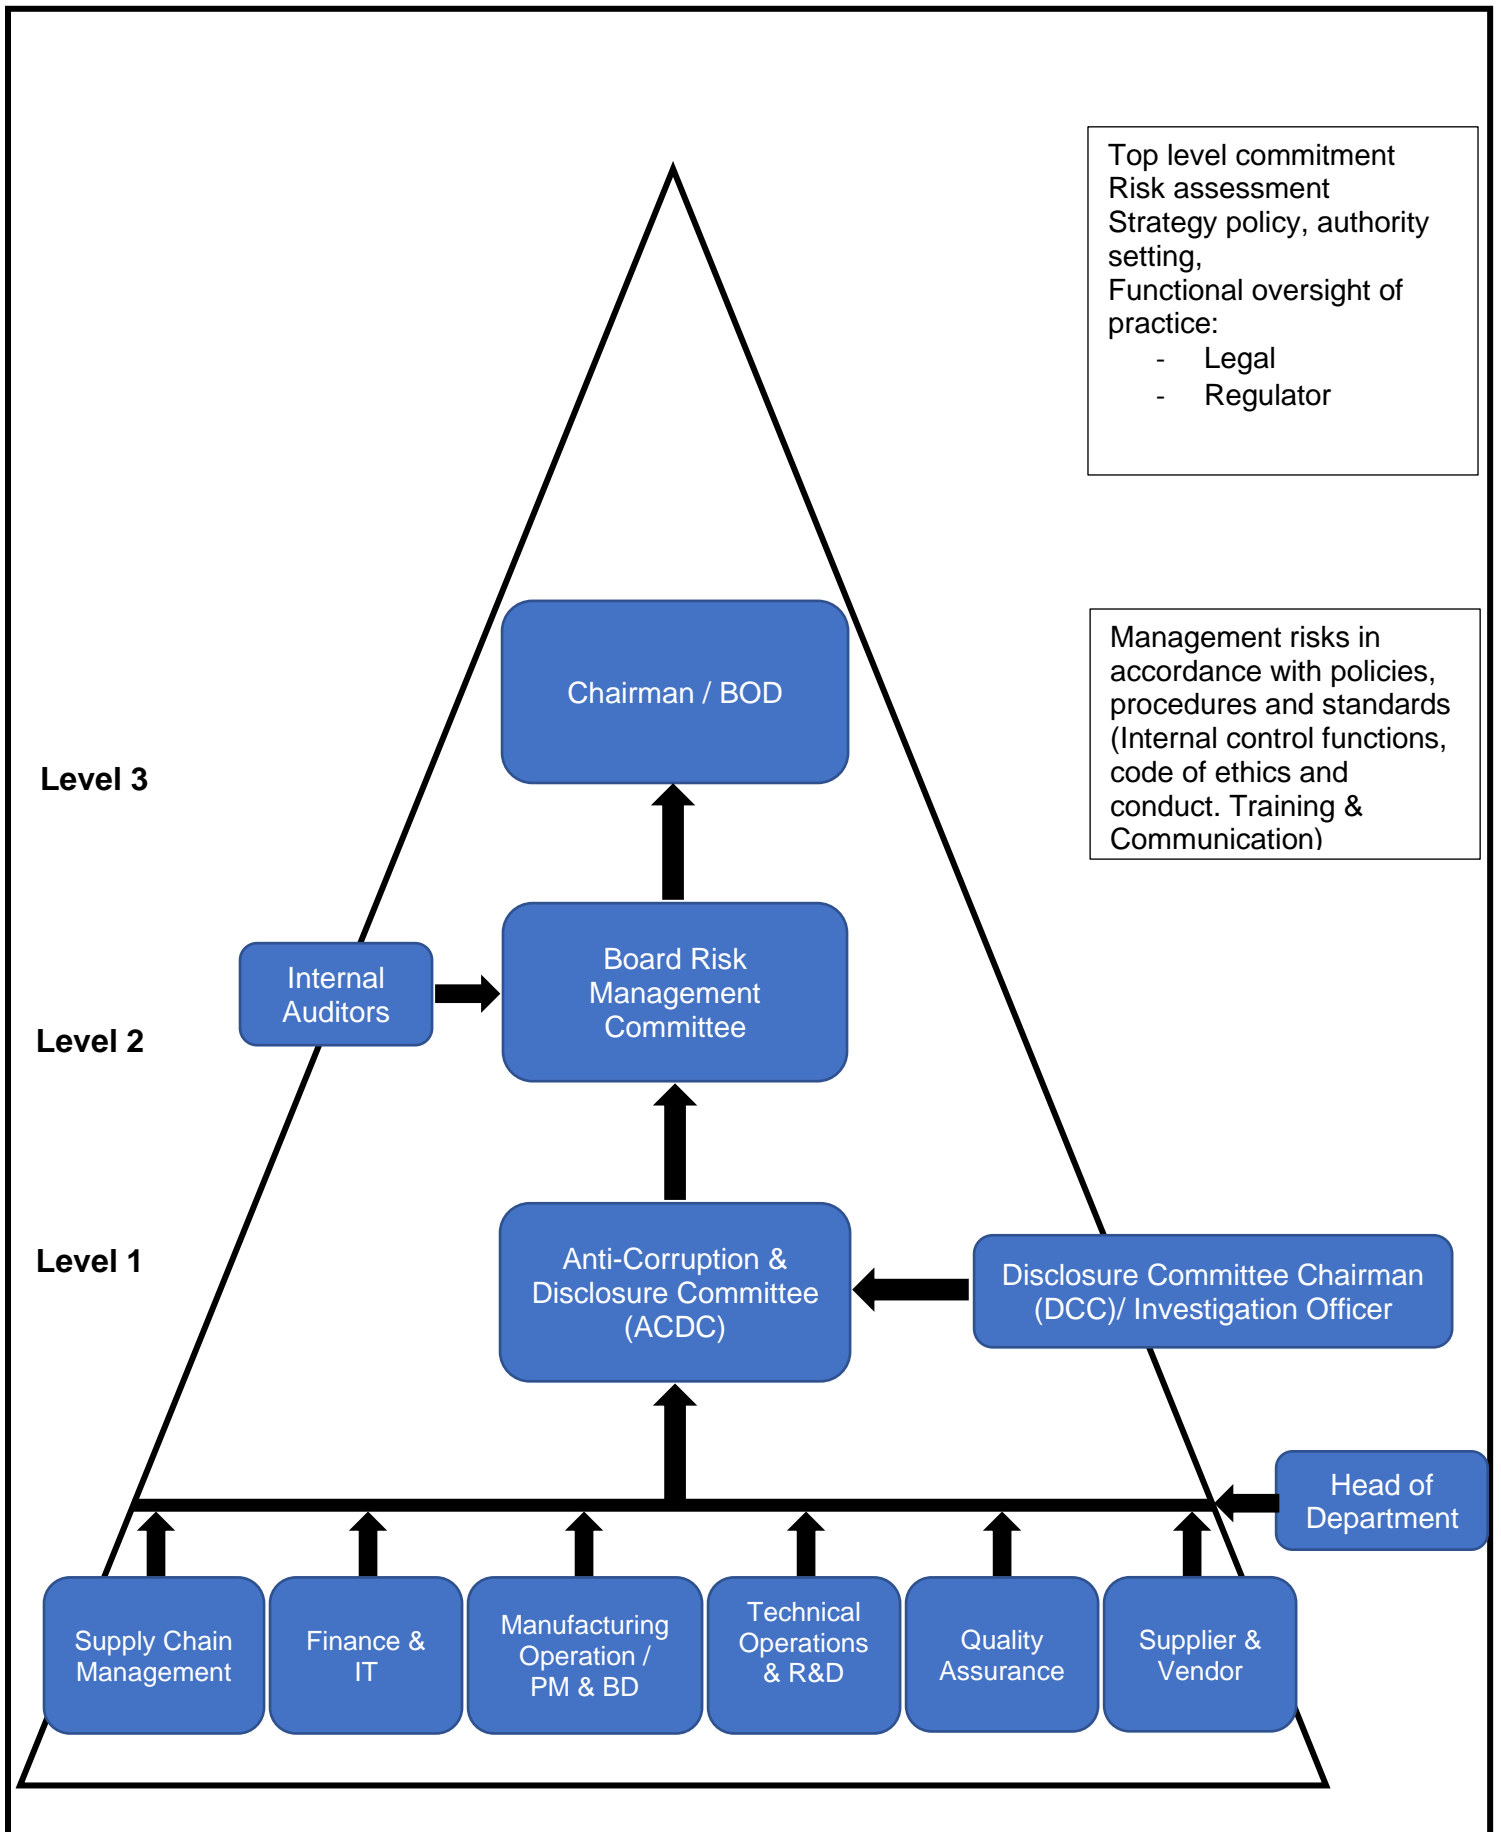 Top level commitment
Risk assessment
Strategy policy, authority
setting,
Functional oversight of
practice:
- Legal
- Regulator
Chairman / BOD
Management risks in
accordance with policies,
procedures and standards
(Internal control functions,
code of ethics and
conduct. Training &
Communication)
Level 3
Internal
Auditors
Board Risk
Management
Committee
Level 2
Level 1
Anti-Corruption &
Disclosure Committee
(ACDC)
Disclosure Committee Chairman
(DCC)/ Investigation Officer
Head of
Department
Supply Chain
Management
Finance &
IT
Manufacturing
Operation /
PM & BD
Technical
Operations
& R&D
Quality
Assurance
Supplier &
Vendor